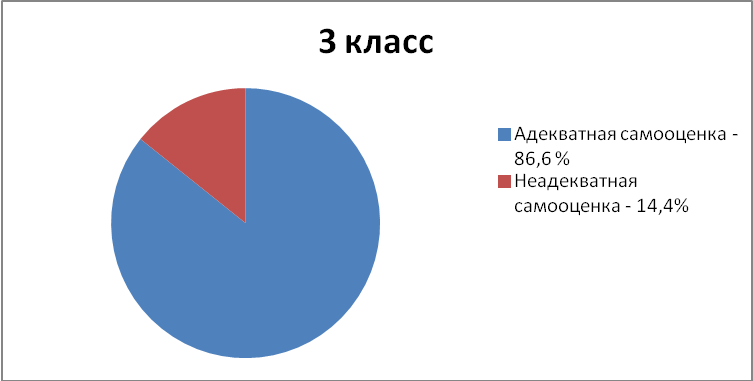 3 класс
Адекватная самооценка -
86,6 %
Неадекватная
самооценка - 14,4%